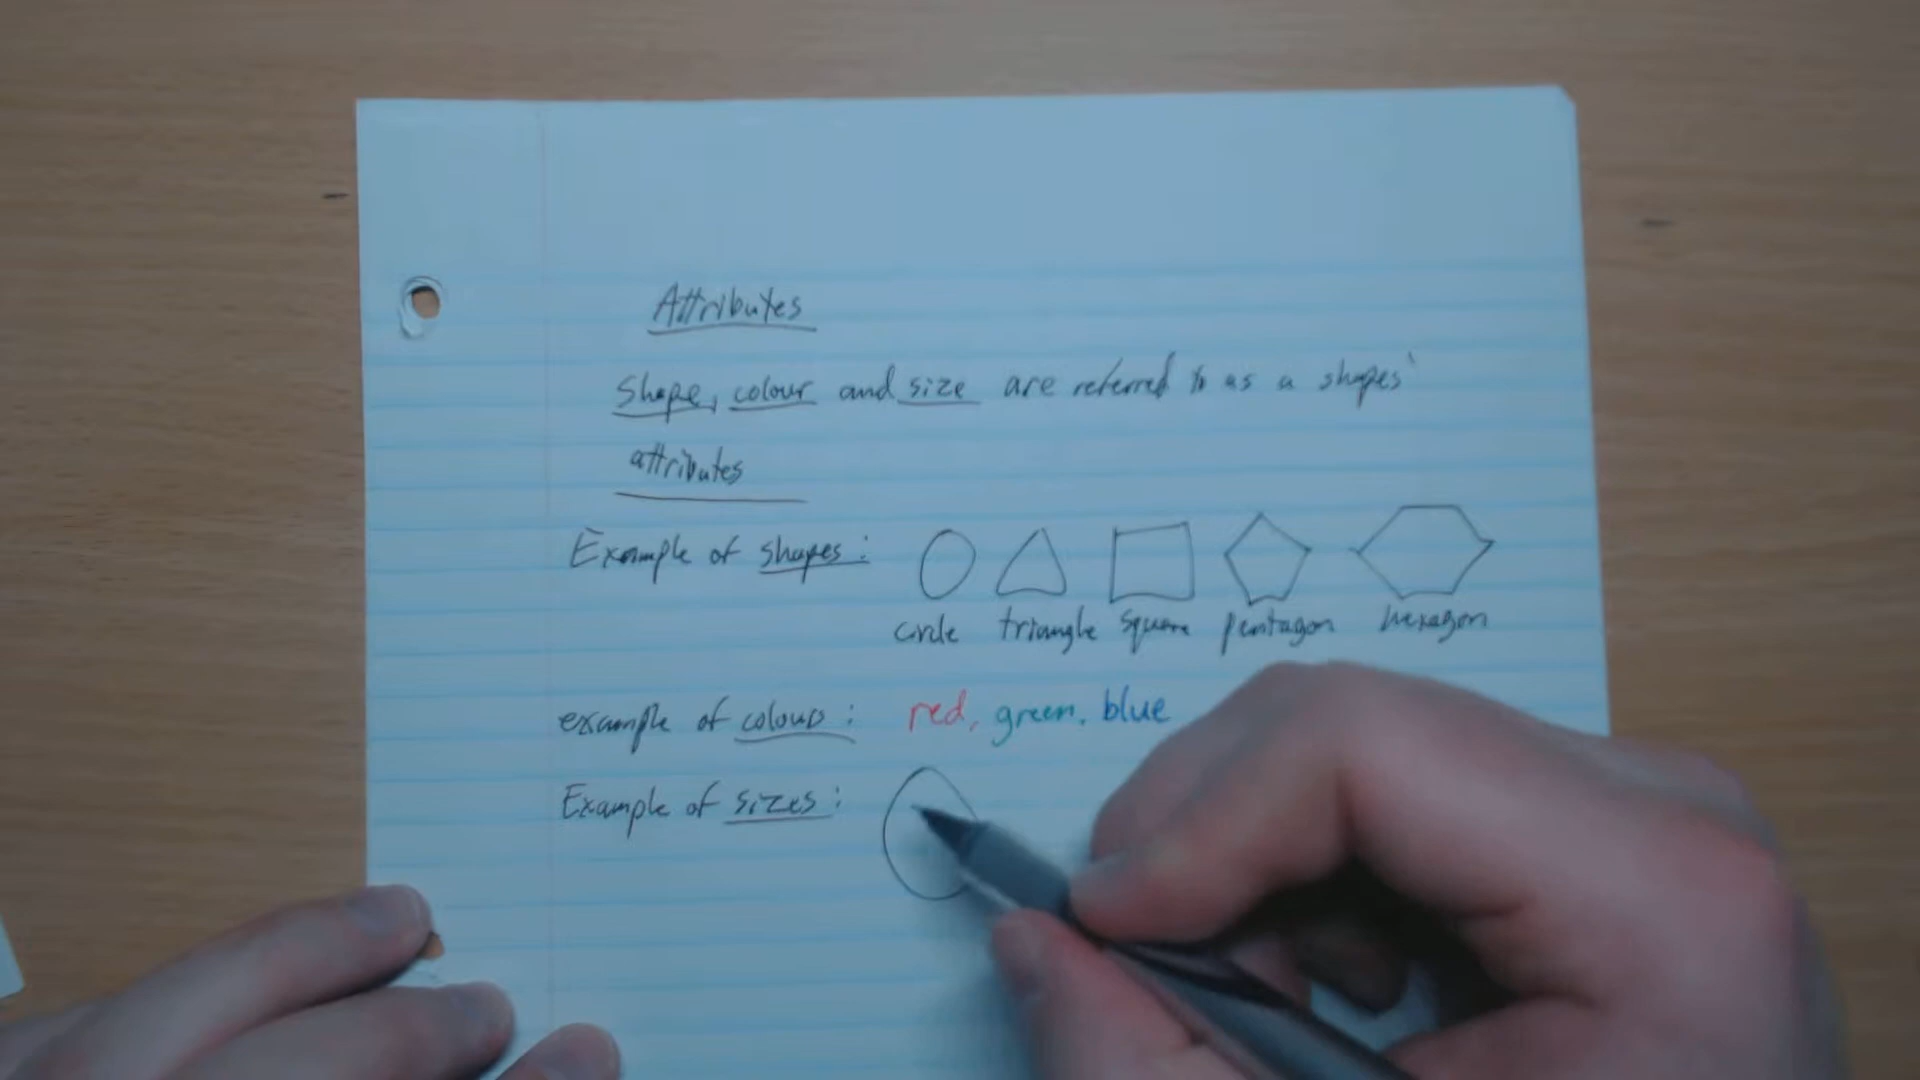 Attributes
Shape, colour and size are referred to as a shapes'
attributes
Example of shapes:
circle triangle square pentagon hexagon
example of colours: red, green, blue
Example of sizes: